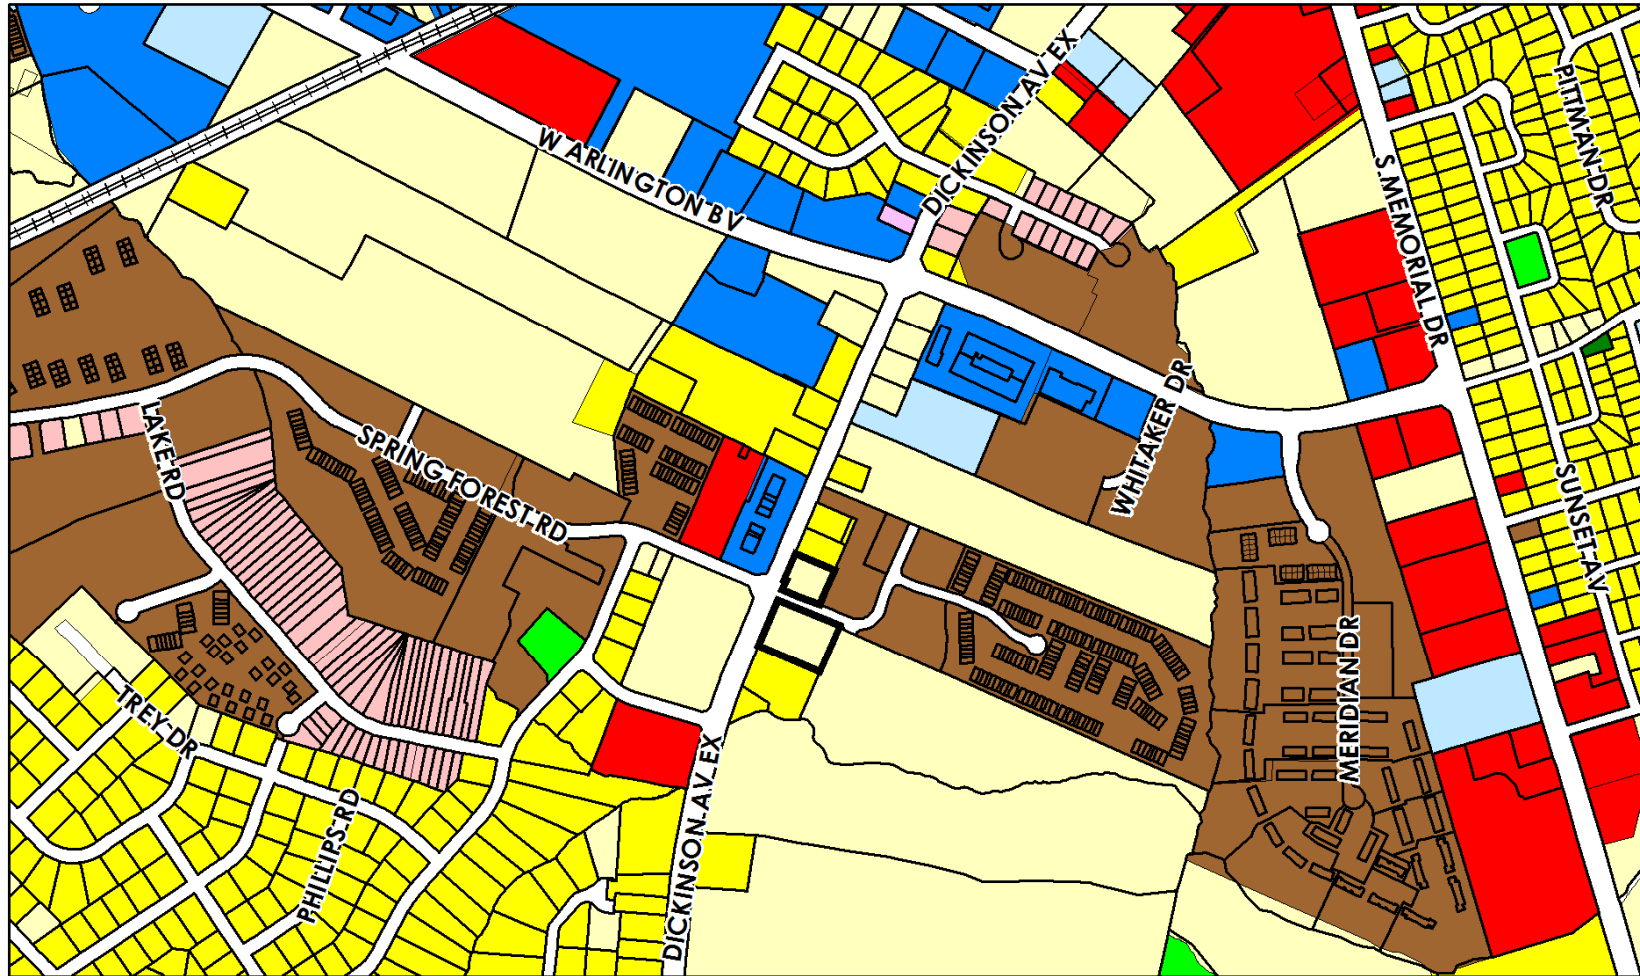 DICKINSON AV EX
PITTMAN DR
W ARLINGTON BV
S MEMORIAL DR
WHITAKER DR
LAKE RD
SPRING FOREST RD
SUNSET AV
MERIDIAN DR
TREY DR
PHILLIPS RD
DICKINSON AV EX